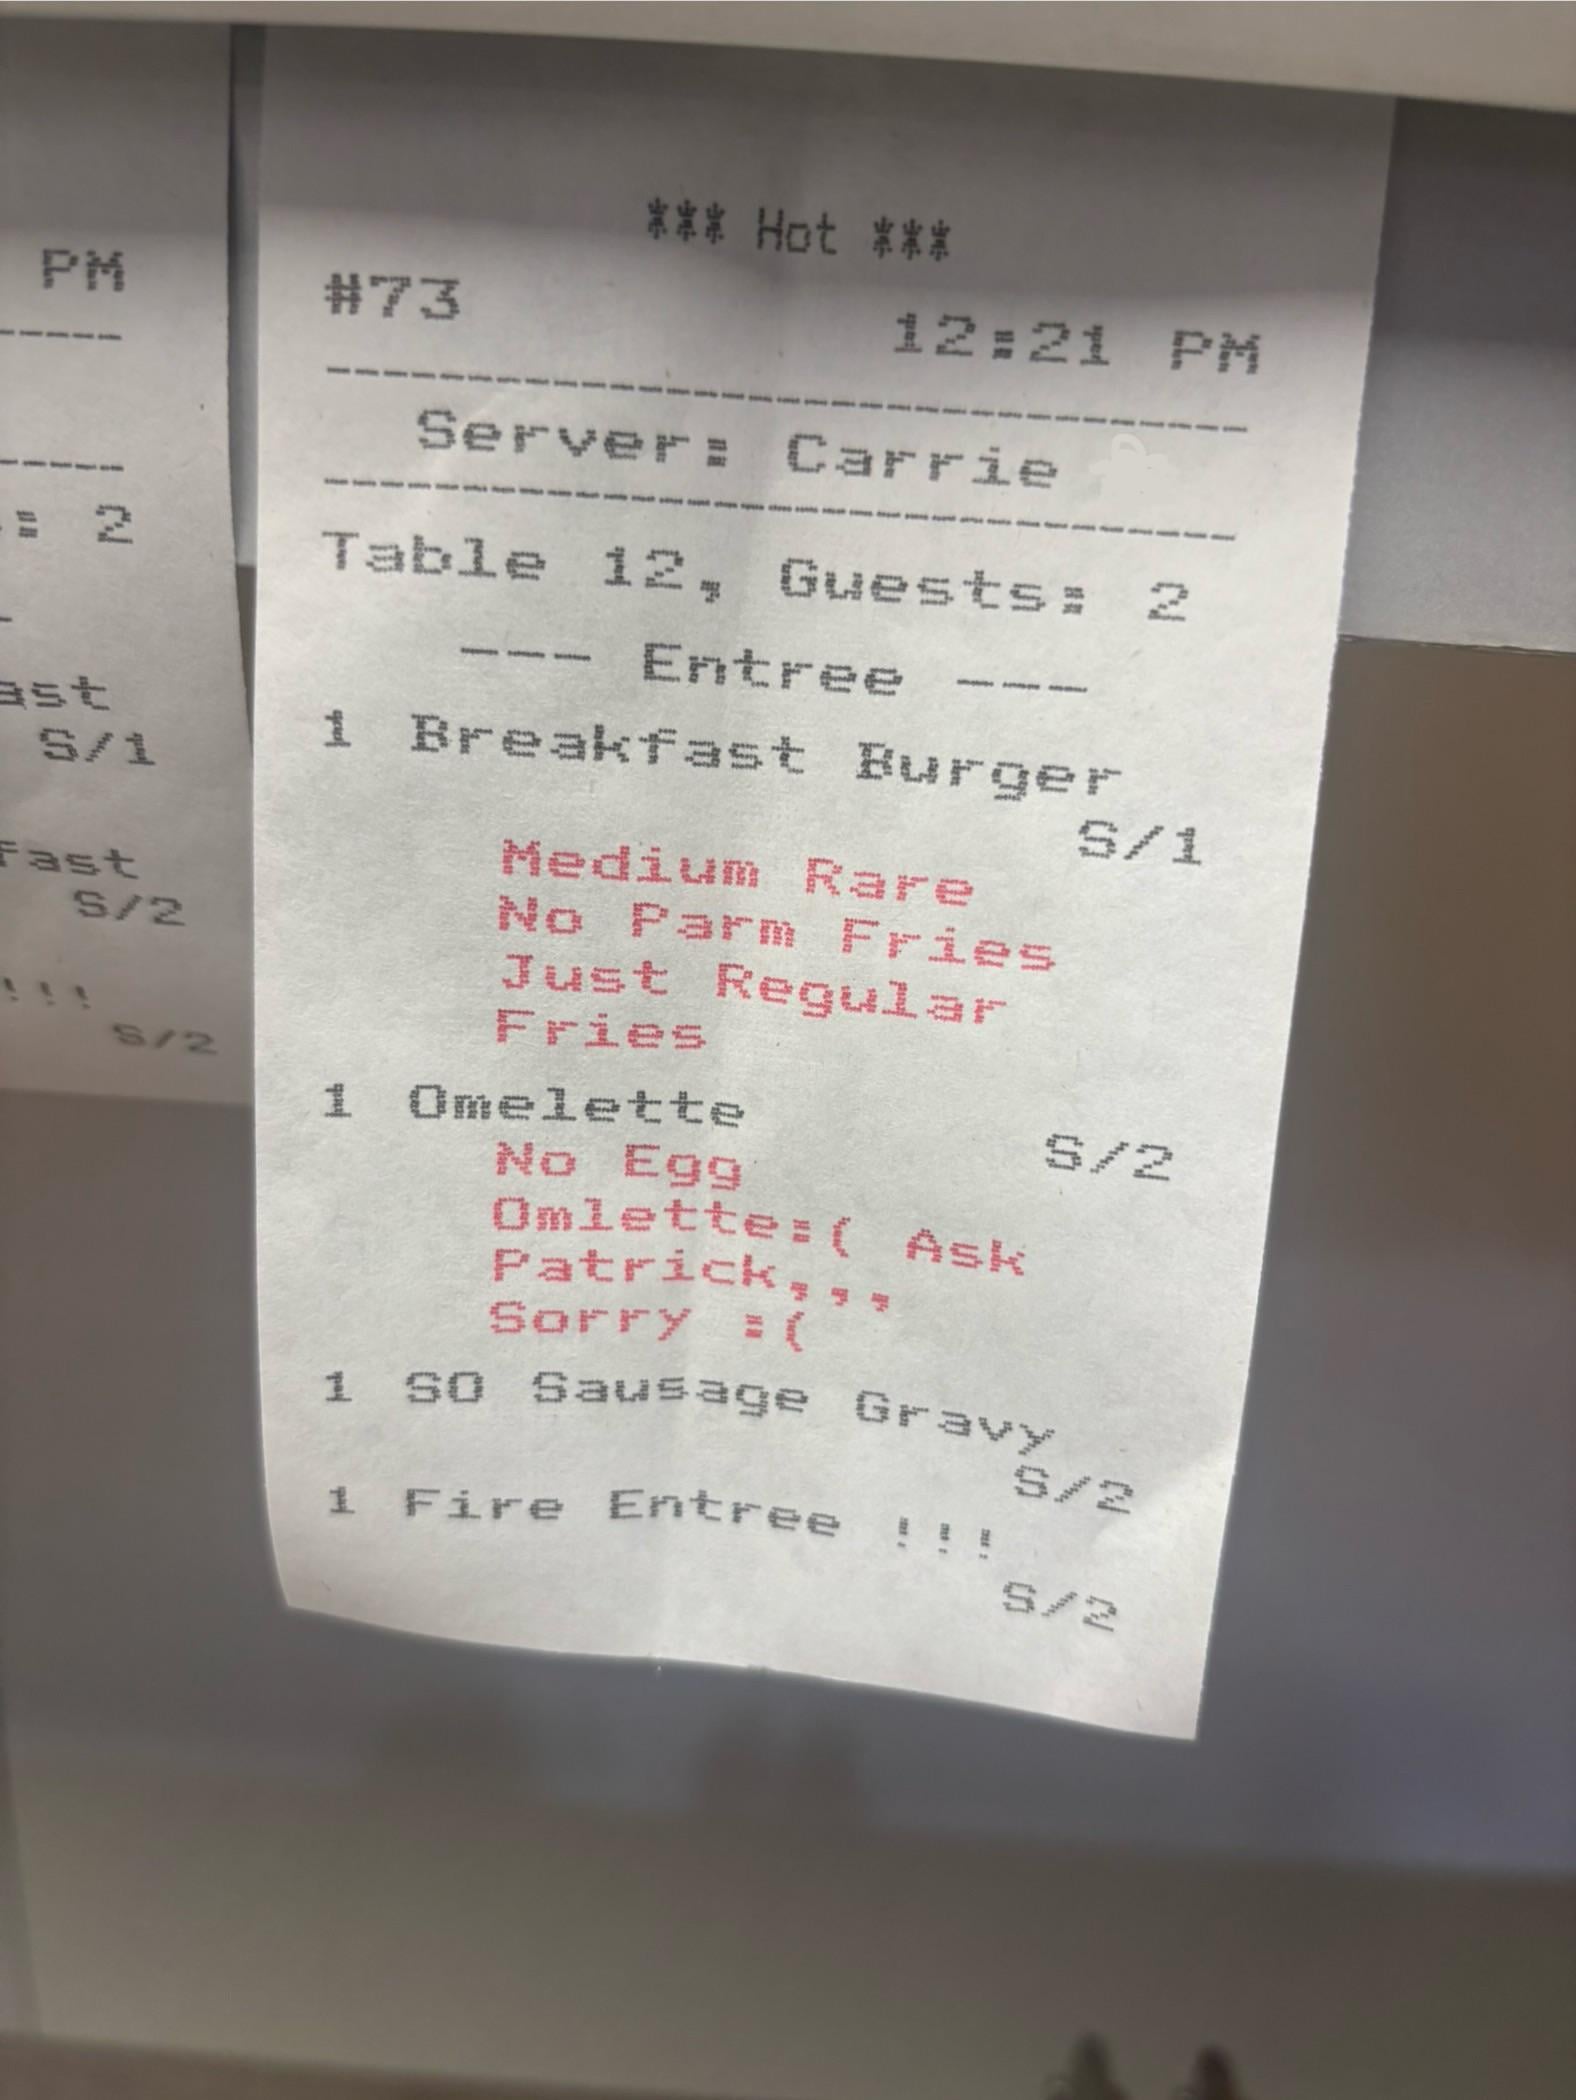 *** Hot ***
#73 12:21 PM
Server: Carrie
Table 12, Guests: 2
--- Entree ---
1 Breakfast Burger
S/1
Medium Rare
No Parm Fries
Just Regular
Fries
1 Omelette
S/2
No Egg
Omlette:( Ask
Patrick,,,
Sorry :(
1 SO Sausage Gravy
S/2
1 Fire Entree !!!
S/2
PM
: 2
ast
S/1
fast
S/2
!!!
S/2